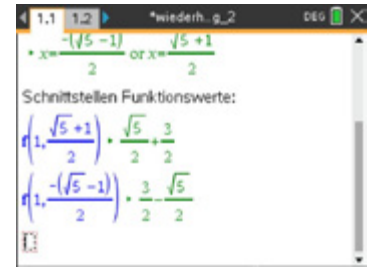 1.1 1.2 *wiederh…g_2 DEG
▸ x=-(√5 -1)/2 or x=(√5 +1)/2
Schnittstellen Funktionswerte:
f(1,(√5 +1)/2) ▸ √5/2+3/2
f(1,-(√5 -1)/2) ▸ 3/2-√5/2